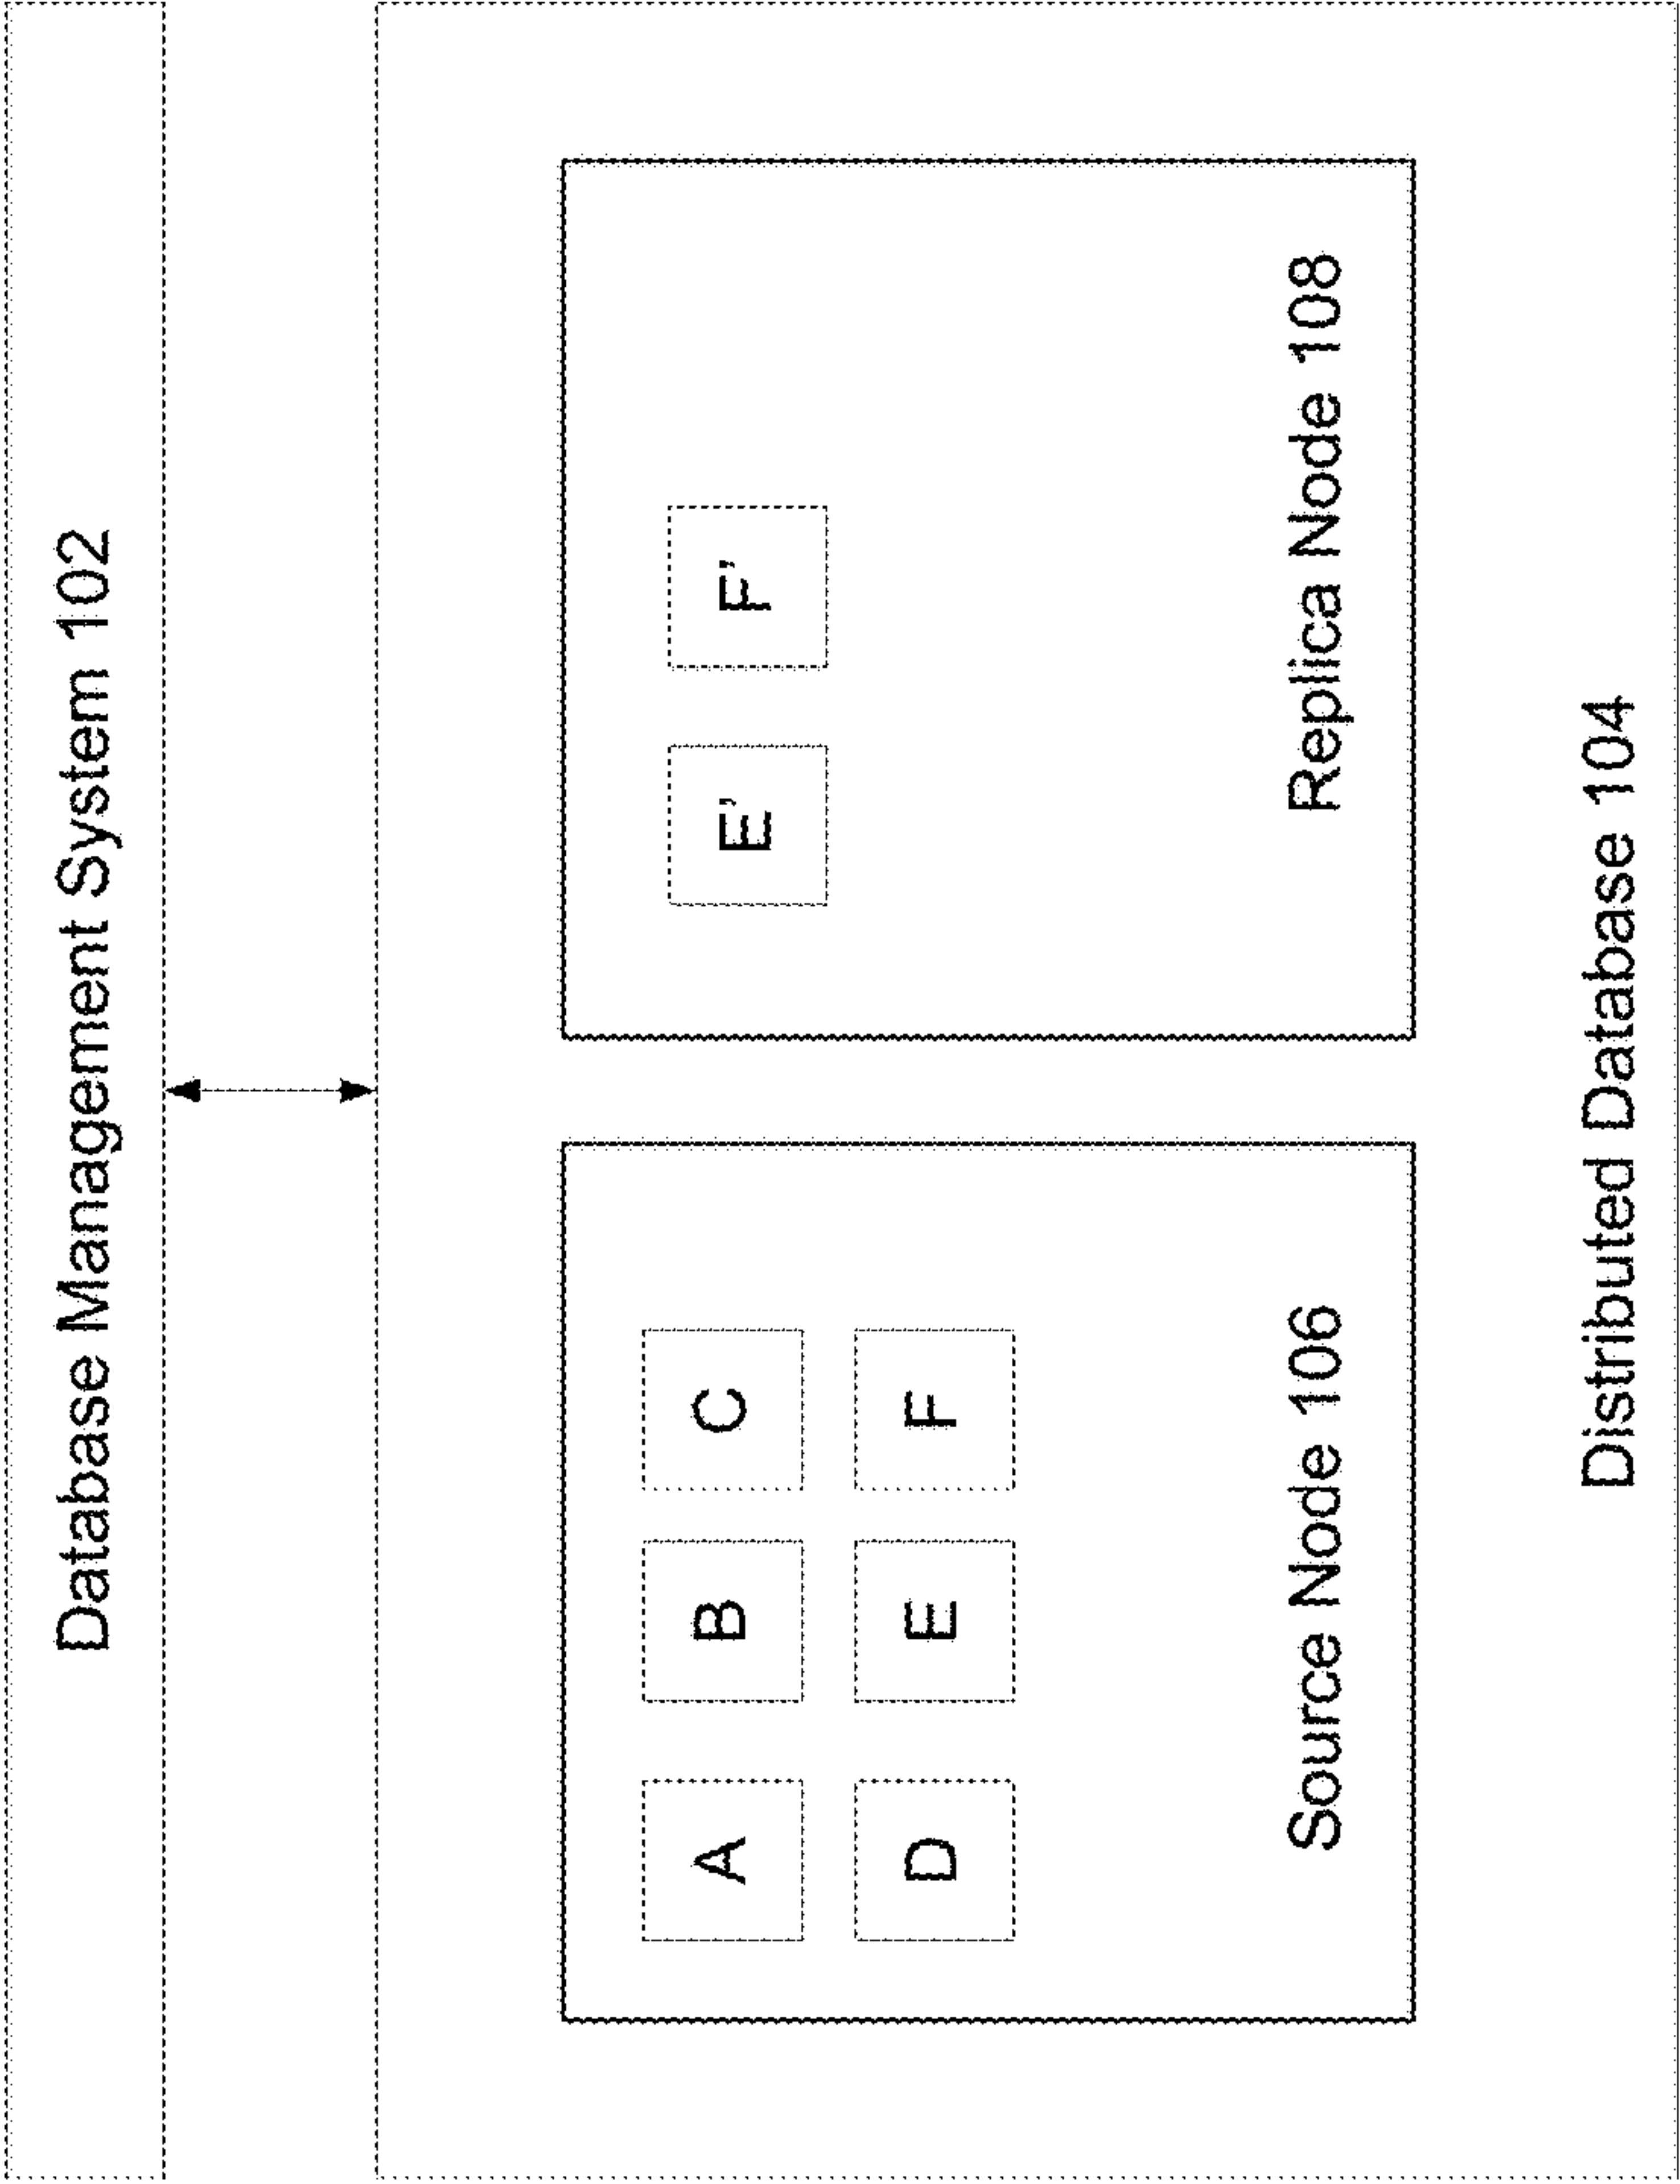 Database Management System 102
A B C
D E F
Source Node 106
E' F'
Replica Node 108
Distributed Database 104